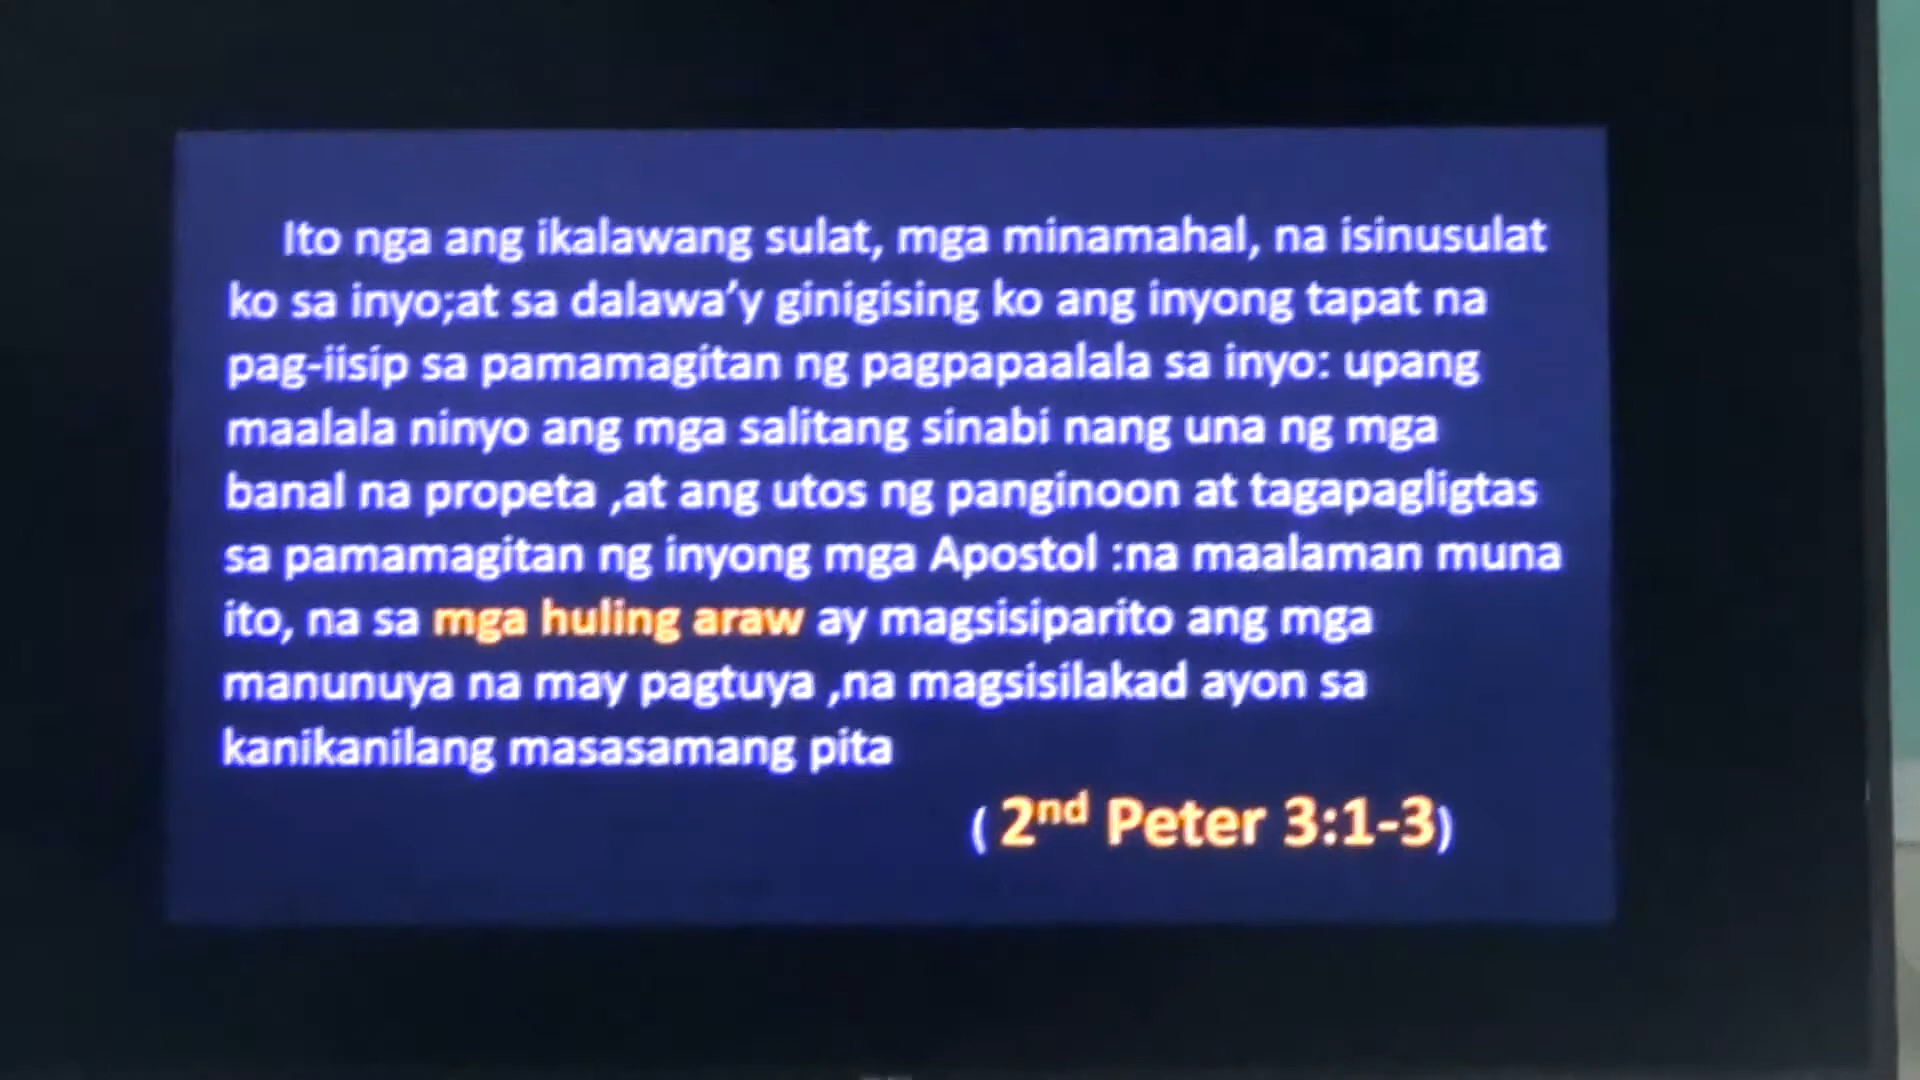 Ito nga ang ikalawang sulat, mga minamahal, na isinusulat
ko sa inyo;at sa dalawa’y ginigising ko ang inyong tapat na
pag-iisip sa pamamagitan ng pagpapaalala sa inyo: upang
maalala ninyo ang mga salitang sinabi nang una ng mga
banal na propeta ,at ang utos ng panginoon at tagapagligtas
sa pamamagitan ng inyong mga Apostol :na maalaman muna
ito, na sa mga huling araw ay magsisiparito ang mga
manunuya na may pagtuya ,na magsisilakad ayon sa
kanikanilang masasamang pita
( 2nd Peter 3:1-3)